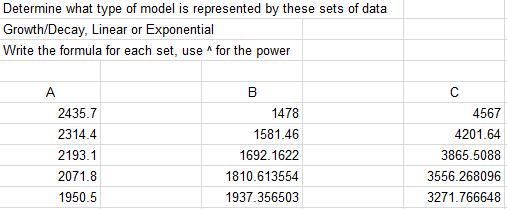 Determine what type of model is represented by these sets of data
Growth/Decay, Linear or Exponential
Write the formula for each set, use ^ for the power
A B C
2435.7 1478 4567
2314.4 1581.46 4201.64
2193.1 1692.1622 3865.5088
2071.8 1810.613554 3556.268096
1950.5 1937.356503 3271.766648